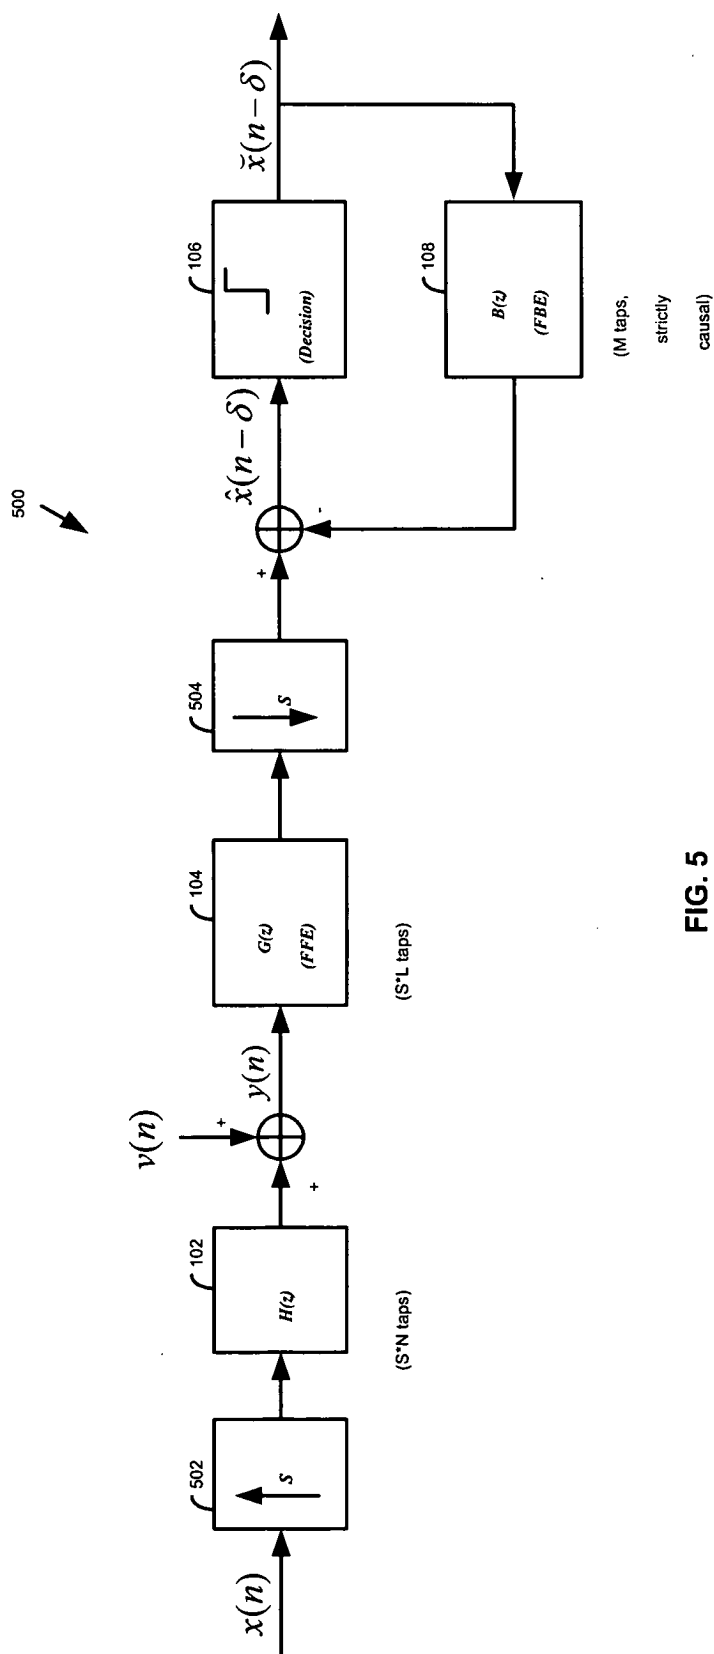 500
x(n)
502
S
102
H(z)
(S*N taps)
v(n)
+
+
y(n)
104
G(z)
(FFE)
(S*L taps)
504
S
+
-
x̂(n − δ)
106
(Decision)
x̆(n − δ)
108
B(z)
(FBE)
(M taps,
strictly
causal)
FIG. 5